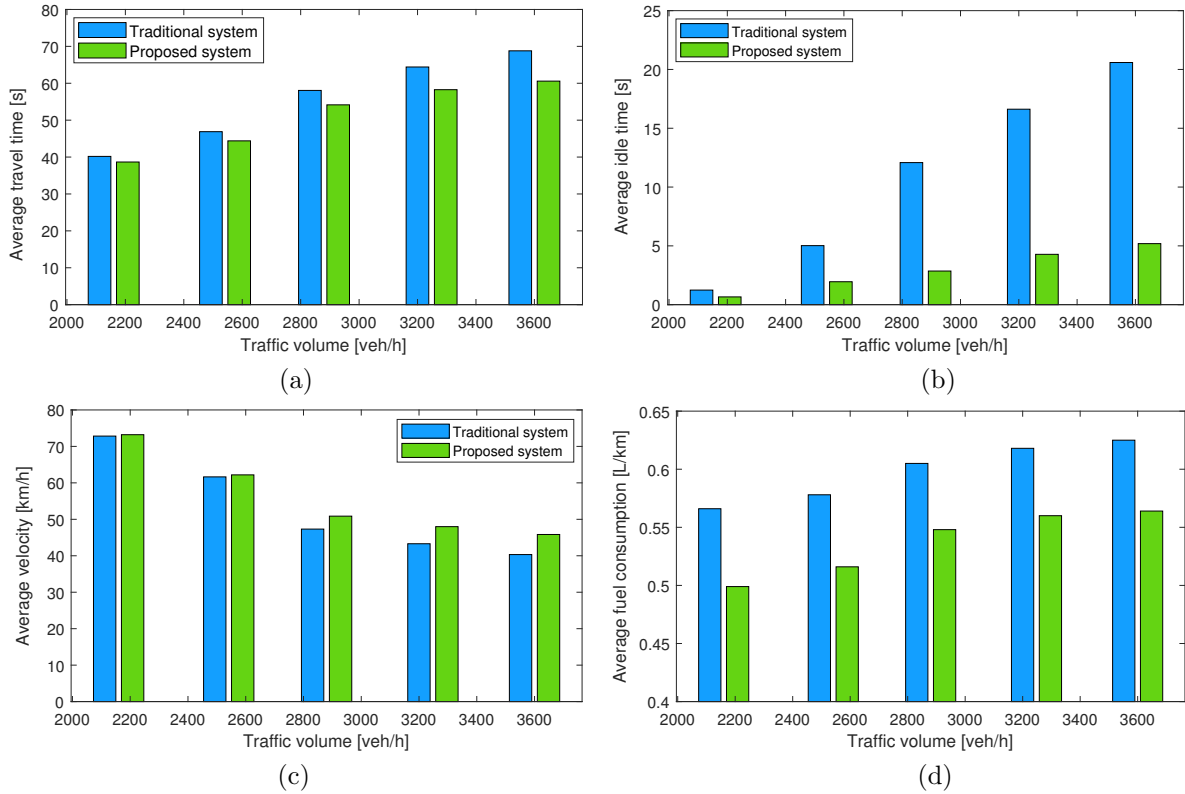 80
70
60
50
40
30
20
10
0
Average travel time [s]
Traditional system
Proposed system
2000 2200 2400 2600 2800 3000 3200 3400 3600
Traffic volume [veh/h]
(a)
25
20
15
10
5
0
Average idle time [s]
Traditional system
Proposed system
2000 2200 2400 2600 2800 3000 3200 3400 3600
Traffic volume [veh/h]
(b)
80
70
60
50
40
30
20
10
0
Average velocity [km/h]
Traditional system
Proposed system
2000 2200 2400 2600 2800 3000 3200 3400 3600
Traffic volume [veh/h]
(c)
0.65
0.6
0.55
0.5
0.45
0.4
Average fuel consumption [L/km]
2000 2200 2400 2600 2800 3000 3200 3400 3600
Traffic volume [veh/h]
(d)